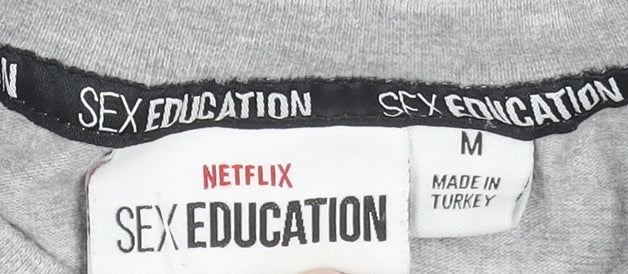 N SEX EDUCATION SEX EDUCATION
NETFLIX
SEX EDUCATION
M
MADE IN
TURKEY